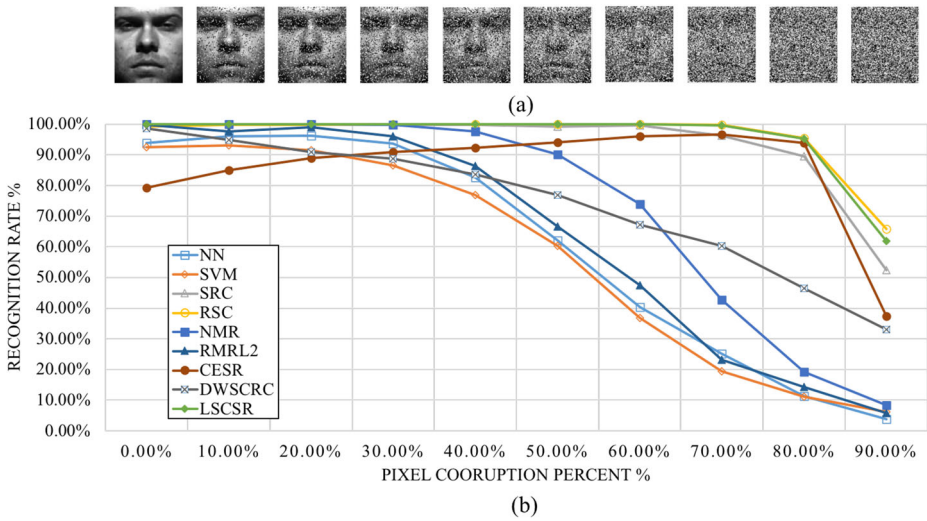 (a)
100.00%
90.00%
80.00%
70.00%
60.00%
50.00%
40.00%
30.00%
20.00%
10.00%
0.00%
RECOGNITION RATE %
NN
SVM
SRC
RSC
NMR
RMRL2
CESR
DWSCRC
LSCSR
0.00% 10.00% 20.00% 30.00% 40.00% 50.00% 60.00% 70.00% 80.00% 90.00%
PIXEL COORUPTION PERCENT %
(b)